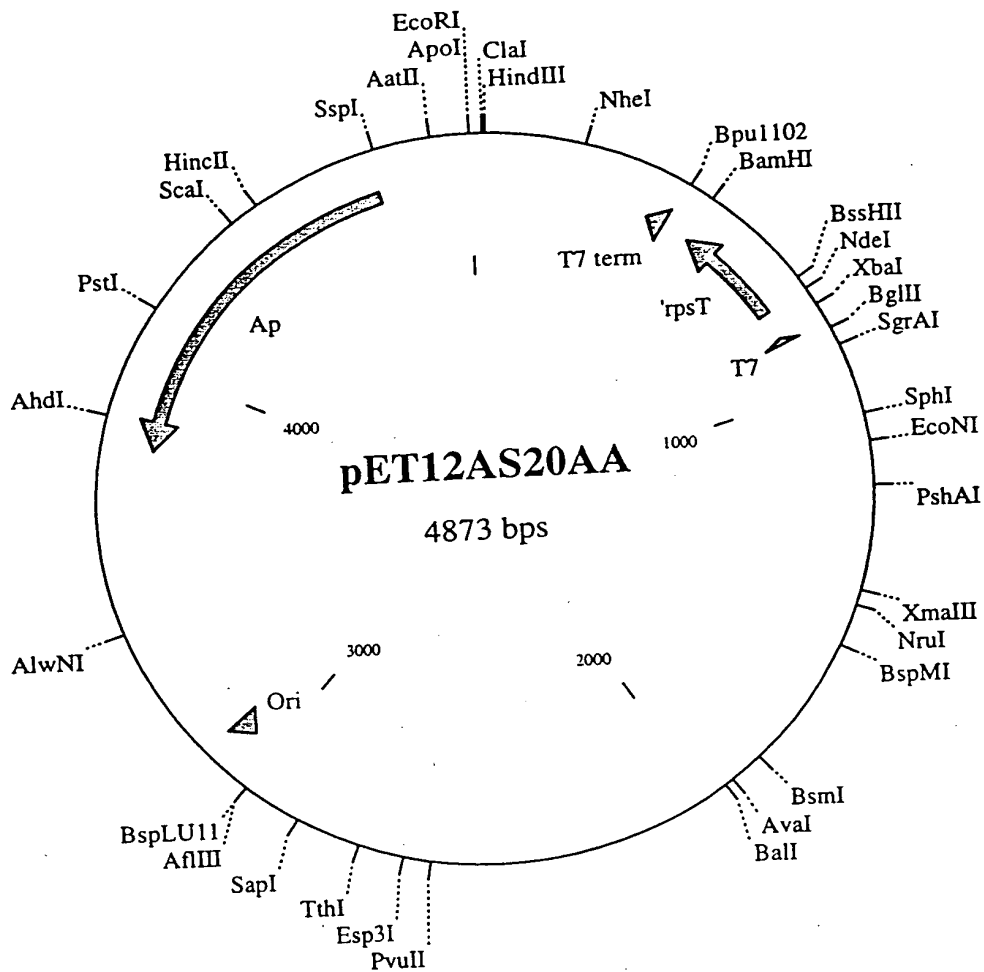 EcoRI
ApoI
ClaI
AatII
HindIII
SspI
NheI
Bpu1102
HincII
BamHI
ScaI
BssHII
NdeI
T7 term
XbaI
PstI
BglII
'rpsT
SgrAI
Ap
T7
AhdI
SphI
4000
1000
EcoNI
pET12AS20AA
PshAI
4873 bps
XmaIII
NruI
AlwNI
3000
2000
BspMI
Ori
BsmI
BspLU11
AvaI
AflIII
BalI
SapI
TthI
Esp3I
PvuII